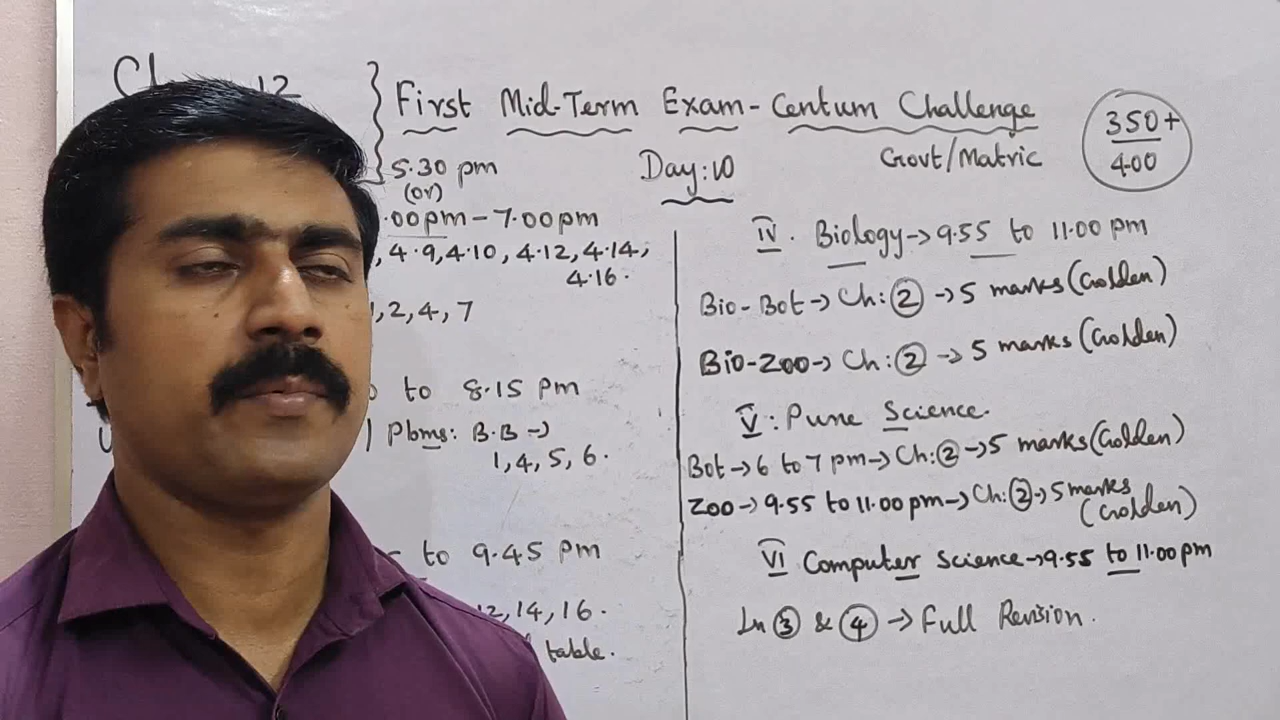 12
First Mid-Term Exam - Centum Challenge
350+
400
5.30 pm
(or)
Day:10
Govt/Matric
.00pm - 7.00pm
, 4.9, 4.10, 4.12, 4.14,
4.16.
1, 2, 4, 7
to 8.15 pm
Pbms: B.B →
1, 4, 5, 6.
to 9.45 pm
12, 14, 16.
table.
IV. Biology → 9.55 to 11.00 pm
Bio-Bot → Ch: 2 → 5 marks (Golden)
Bio-Zoo → Ch: 2 → 5 marks (Golden)
V: Pure Science.
Bot → 6 to 7 pm → Ch: 2 → 5 marks (Golden)
Zoo → 9.55 to 11.00 pm → Ch: 2 → 5 marks
(Golden)
VI Computer Science → 9.55 to 11.00 pm
Ln 3 & 4 → Full Revision.